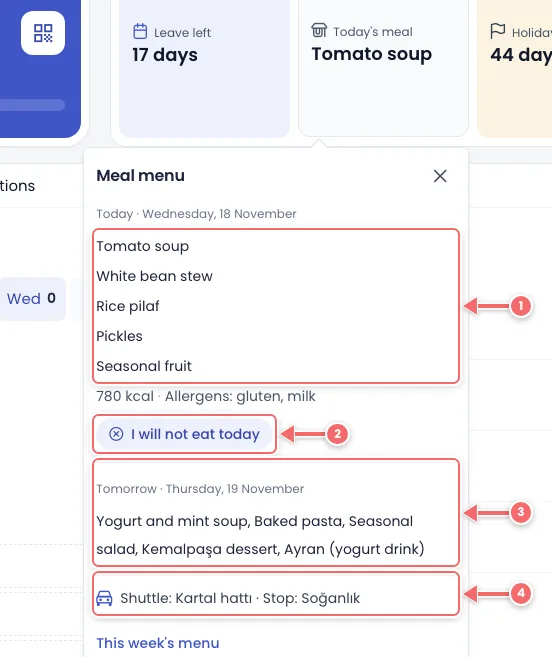 Leave left
17 days
Today's meal
Tomato soup
Holiday
44 day
tions
Wed 0
Meal menu
Today · Wednesday, 18 November
Tomato soup
White bean stew
Rice pilaf
Pickles
Seasonal fruit
1
780 kcal · Allergens: gluten, milk
I will not eat today
2
Tomorrow · Thursday, 19 November
Yogurt and mint soup, Baked pasta, Seasonal
salad, Kemalpaşa dessert, Ayran (yogurt drink)
3
Shuttle: Kartal hattı · Stop: Soğanlık
4
This week's menu